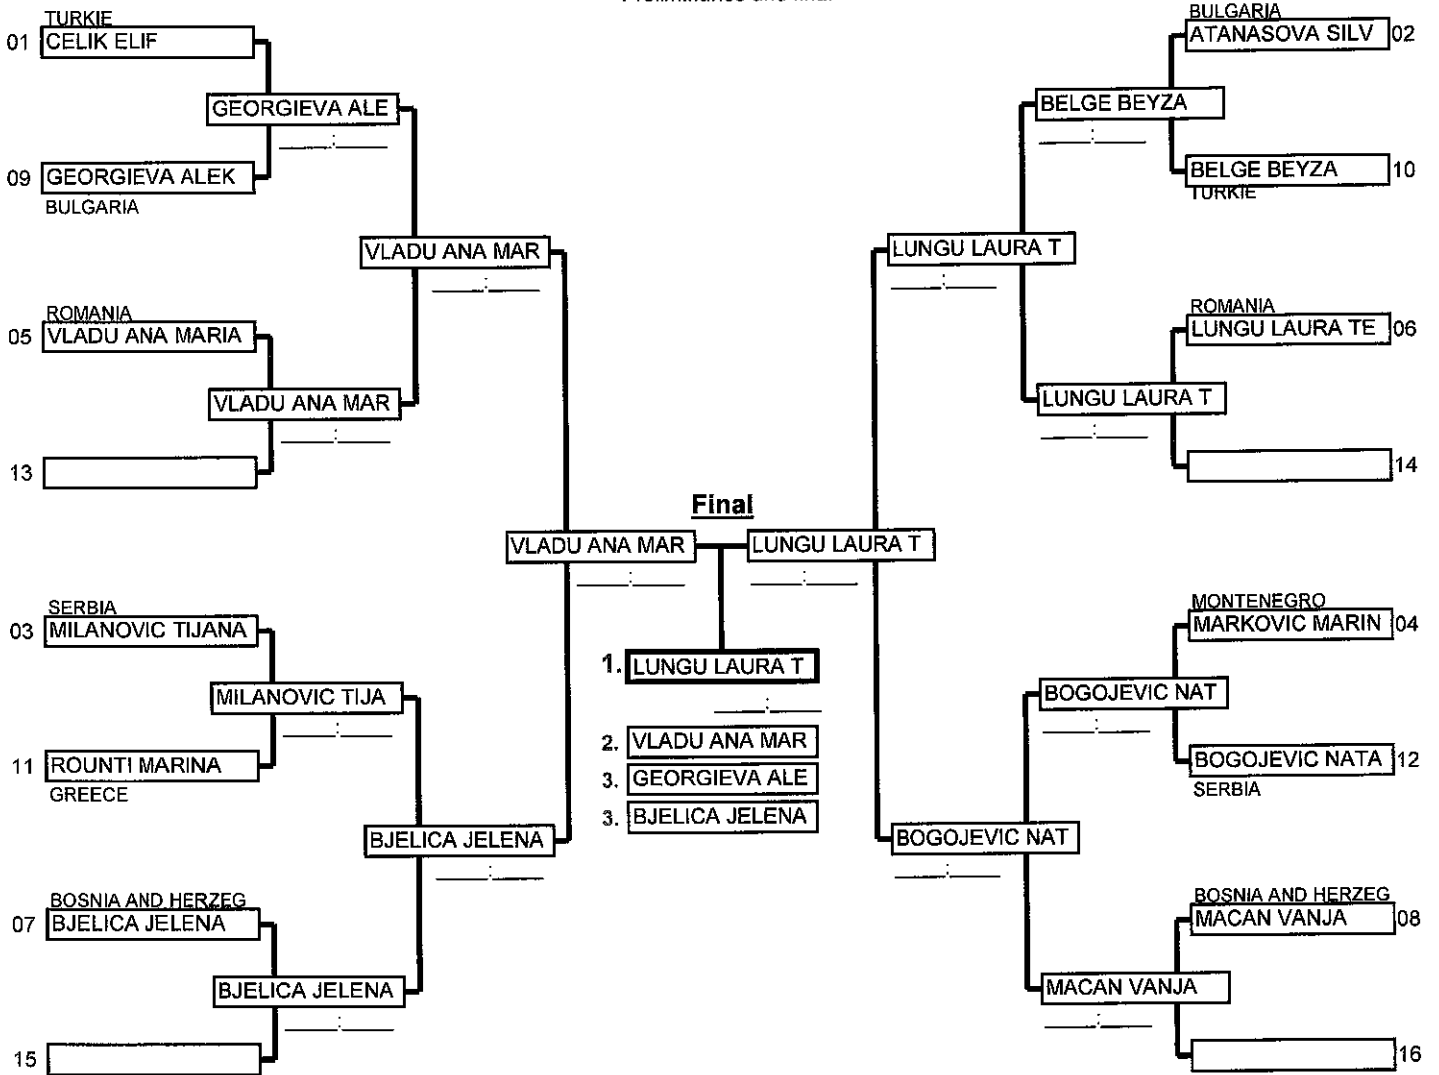 TURKIE
01 CELIK ELIF
GEORGIEVA ALE
:
09 GEORGIEVA ALEK
BULGARIA
VLADU ANA MAR
:
ROMANIA
05 VLADU ANA MARIA
VLADU ANA MAR
:
13
SERBIA
03 MILANOVIC TIJANA
MILANOVIC TIJA
:
11 ROUNTI MARINA
GREECE
BJELICA JELENA
:
BOSNIA AND HERZEG
07 BJELICA JELENA
BJELICA JELENA
:
15
Final
VLADU ANA MAR
:
LUNGU LAURA T
:
1. LUNGU LAURA T
:
2. VLADU ANA MAR
3. GEORGIEVA ALE
3. BJELICA JELENA
BULGARIA
ATANASOVA SILV 02
BELGE BEYZA
:
BELGE BEYZA 10
TURKIE
LUNGU LAURA T
:
ROMANIA
LUNGU LAURA TE 06
LUNGU LAURA T
:
14
MONTENEGRO
MARKOVIC MARIN 04
BOGOJEVIC NAT
:
BOGOJEVIC NATA 12
SERBIA
BOGOJEVIC NAT
:
BOSNIA AND HERZEG
MACAN VANJA 08
MACAN VANJA
:
16